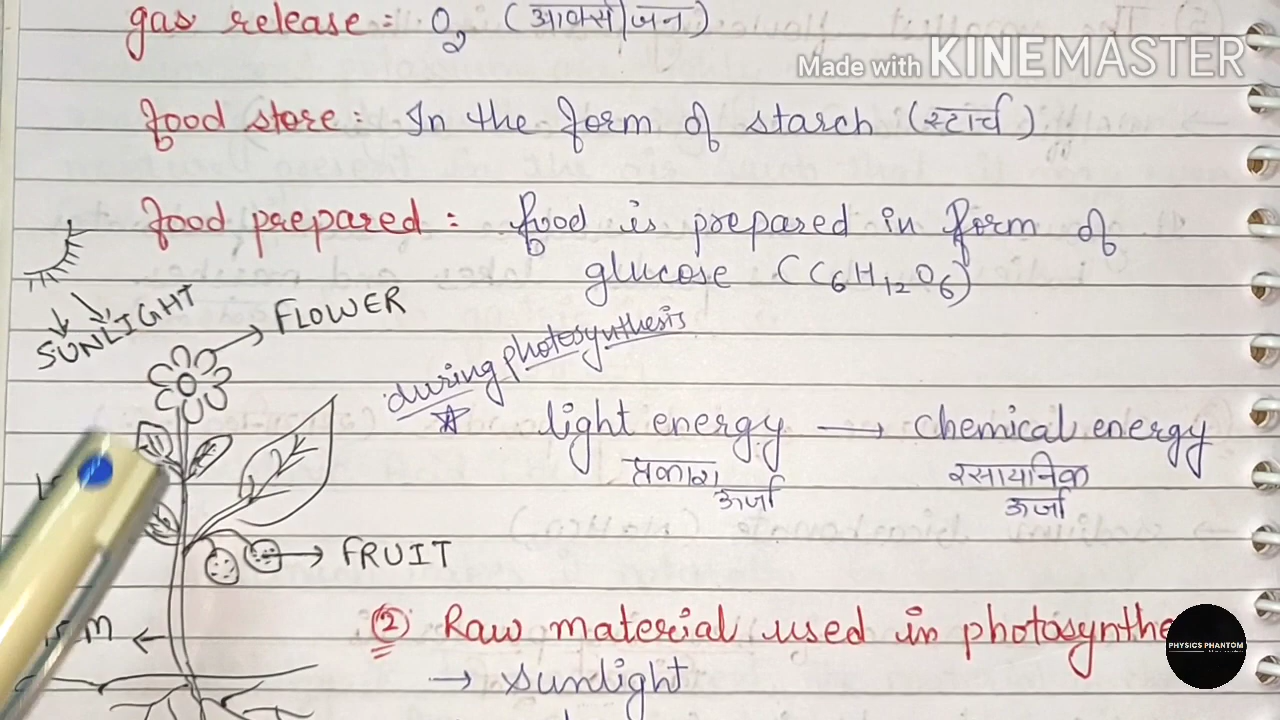 gas release : O2 (आक्सीजन)
Made with KINEMASTER
food store : In the form of starch (स्टार्च)
food prepared : food is prepared in form of
glucose (C6H12O6)
SUNLIGHT
FLOWER
during photosynthesis
light energy → chemical energy
प्रकाश रसायनिक
ऊर्जा ऊर्जा
FRUIT
② Raw material used in
PHYSICS PHANTOM
→ sunlight